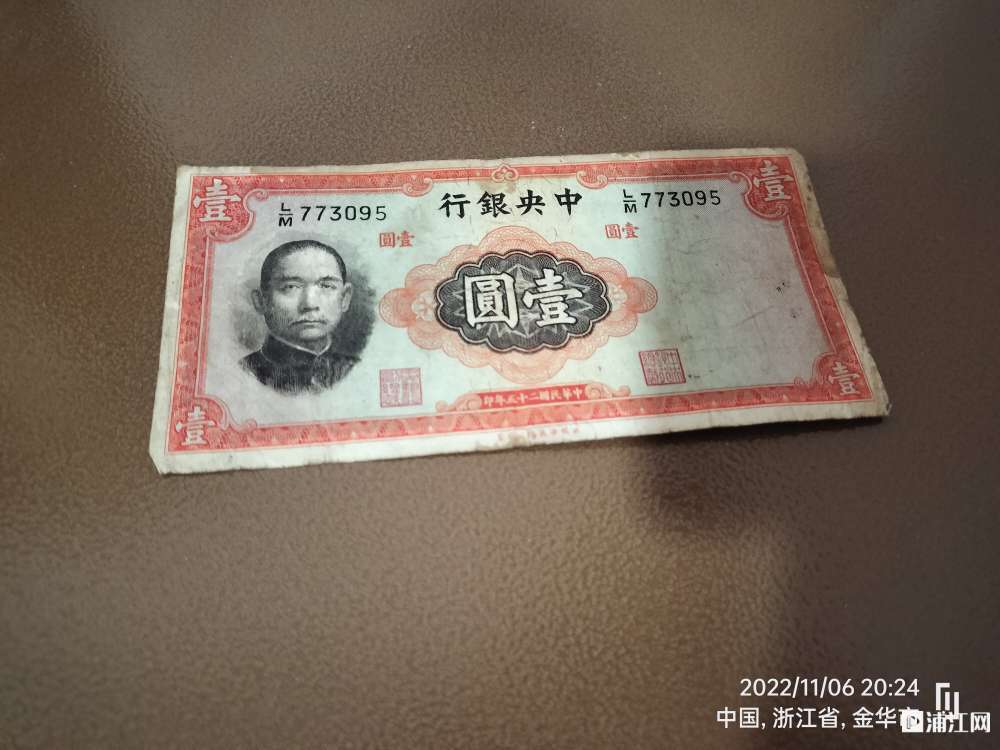 壹
壹
L/M 773095
行銀央中
L/M 773095
圓壹
圓壹
圓壹
印年五十二國民華中
壹
壹
2022/11/06 20:24
中国, 浙江省, 金华市
浦江网